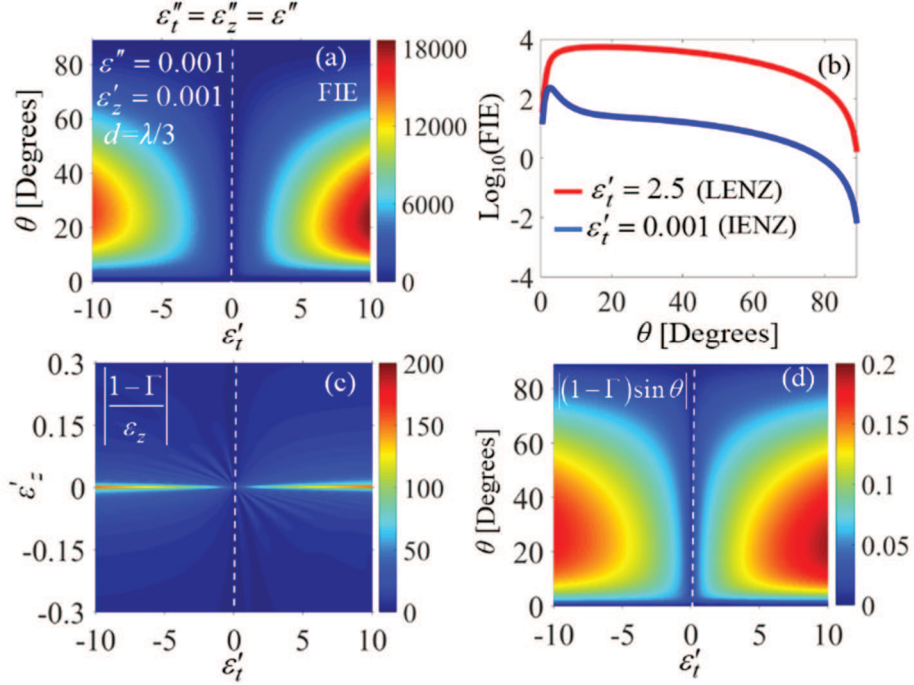 ε″t = ε″z = ε″
(a)
FIE
ε″ = 0.001
ε′z = 0.001
d=λ/3
θ [Degrees]
80
60
40
20
0
-10 -5 0 5 10
ε′t
18000
12000
6000
0
(b)
Log10(FIE)
4
2
0
-2
-4
ε′t = 2.5 (LENZ)
ε′t = 0.001 (IENZ)
0 20 40 60 80
θ [Degrees]
(c)
|1 − Γ / εz|
ε′z
0.3
0.15
0
-0.15
-0.3
-10 -5 0 5 10
ε′t
200
150
100
50
0
(d)
|(1−Γ)sin θ|
θ [Degrees]
80
60
40
20
0
-10 -5 0 5 10
ε′t
0.2
0.15
0.1
0.05
0